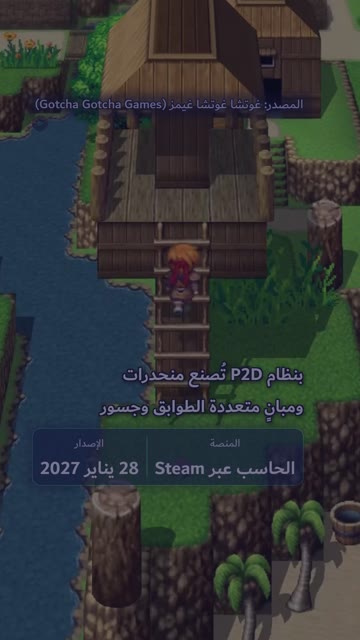 المصدر: غوتشا غوتشا غيمز (Gotcha Gotcha Games)
بنظام P2D تُصنع منحدرات
ومبانٍ متعددة الطوابق وجسور
المنصة
الحاسب عبر Steam
الإصدار
28 يناير 2027